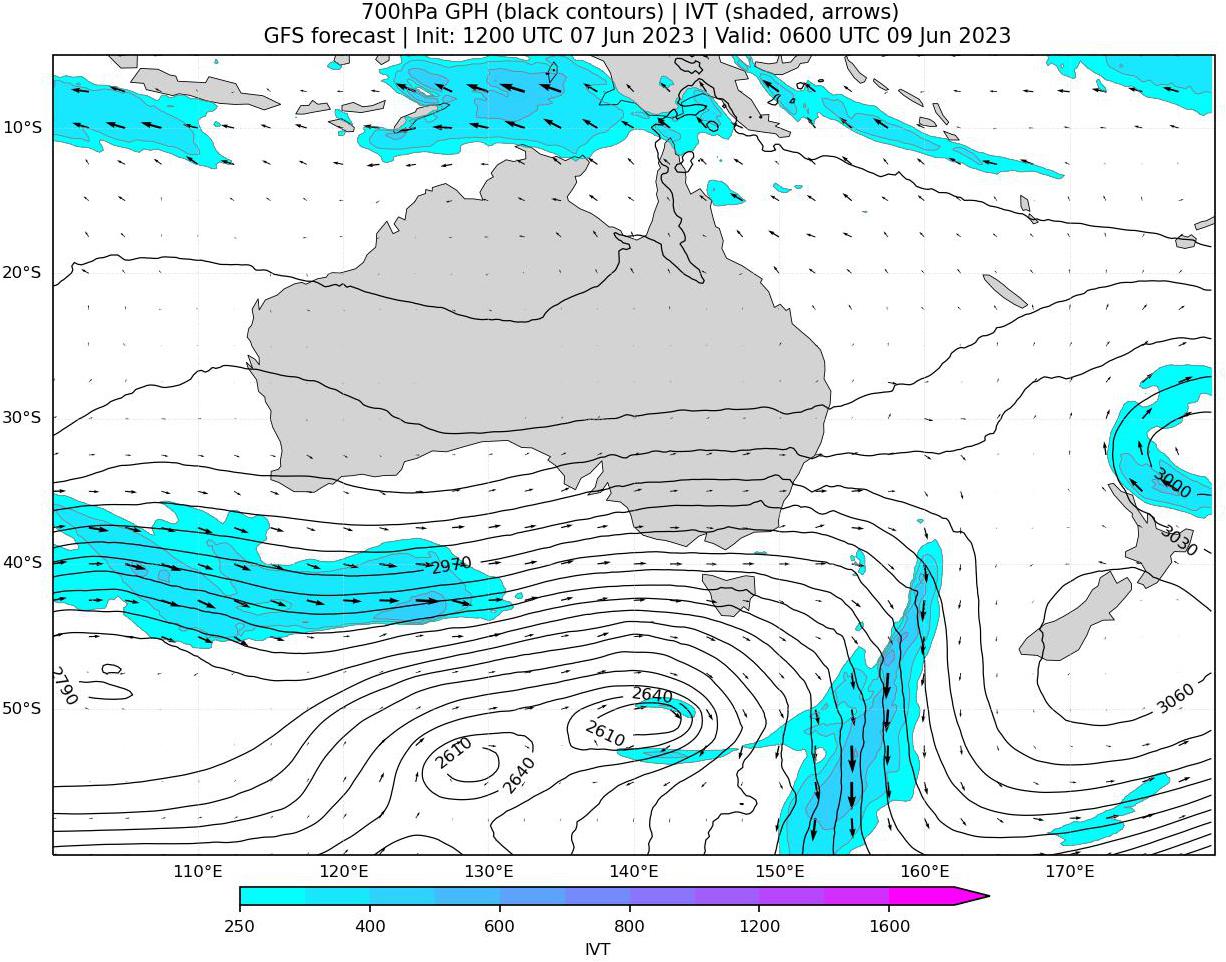 700hPa GPH (black contours) | IVT (shaded, arrows)
GFS forecast | Init: 1200 UTC 07 Jun 2023 | Valid: 0600 UTC 09 Jun 2023
10°S
20°S
30°S
3000
3030
40°S
2970
2790
2640
50°S
3060
2610
2610
2640
110°E 120°E 130°E 140°E 150°E 160°E 170°E
250 400 600 800 1200 1600
IVT